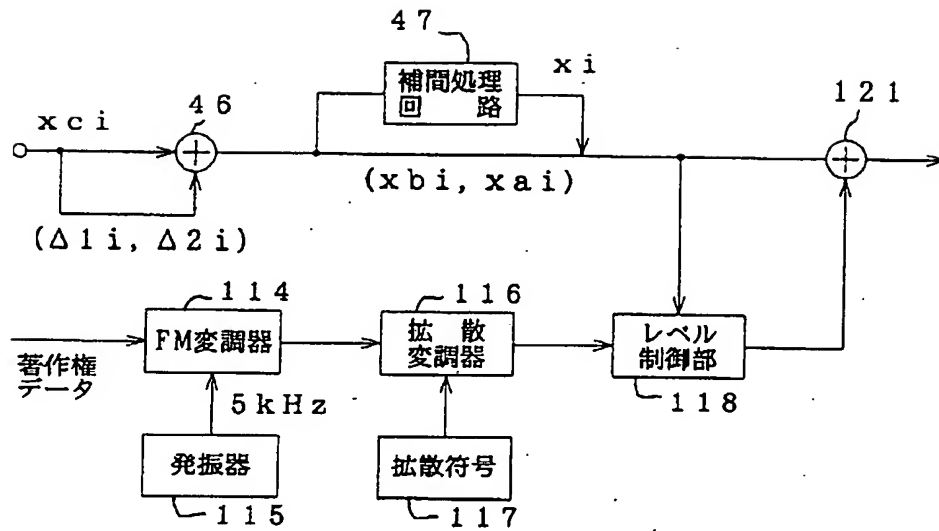 47
補間処理
回 路
xi
46
xci
121
(xbi, xai)
(Δ1i, Δ2i)
114
FM変調器
116
拡 散
変調器
レベル
制御部
118
著作権
データ
5kHz
発振器
115
拡散符号
117